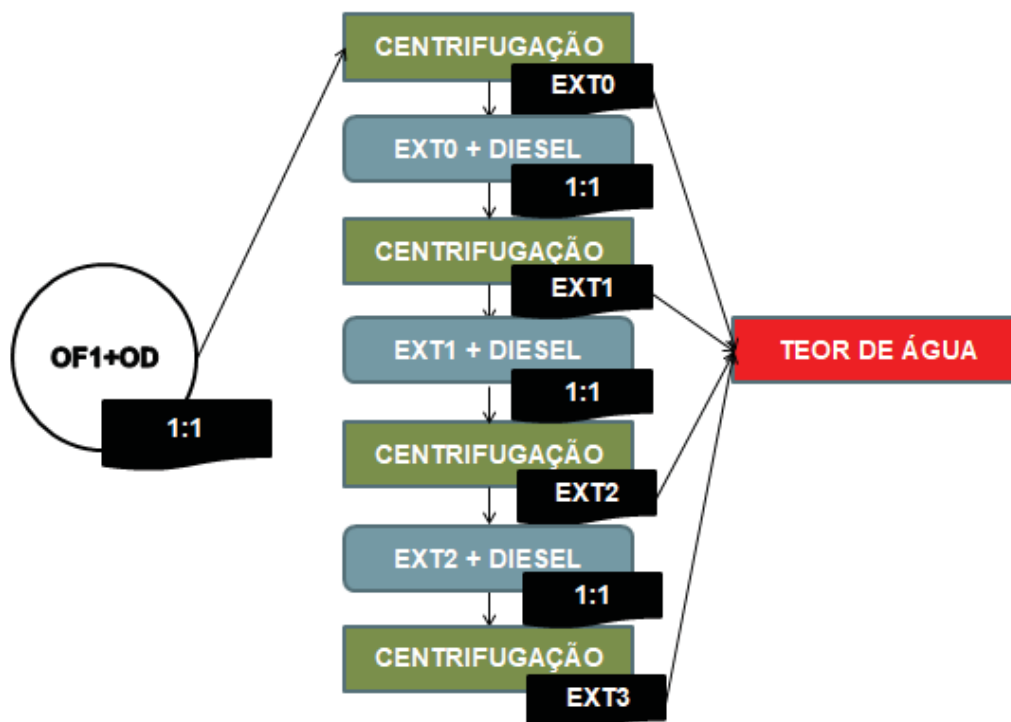 CENTRIFUGAÇÃO
EXT0
EXT0 + DIESEL
1:1
CENTRIFUGAÇÃO
EXT1
OF1+OD
1:1
EXT1 + DIESEL
1:1
TEOR DE ÁGUA
CENTRIFUGAÇÃO
EXT2
EXT2 + DIESEL
1:1
CENTRIFUGAÇÃO
EXT3